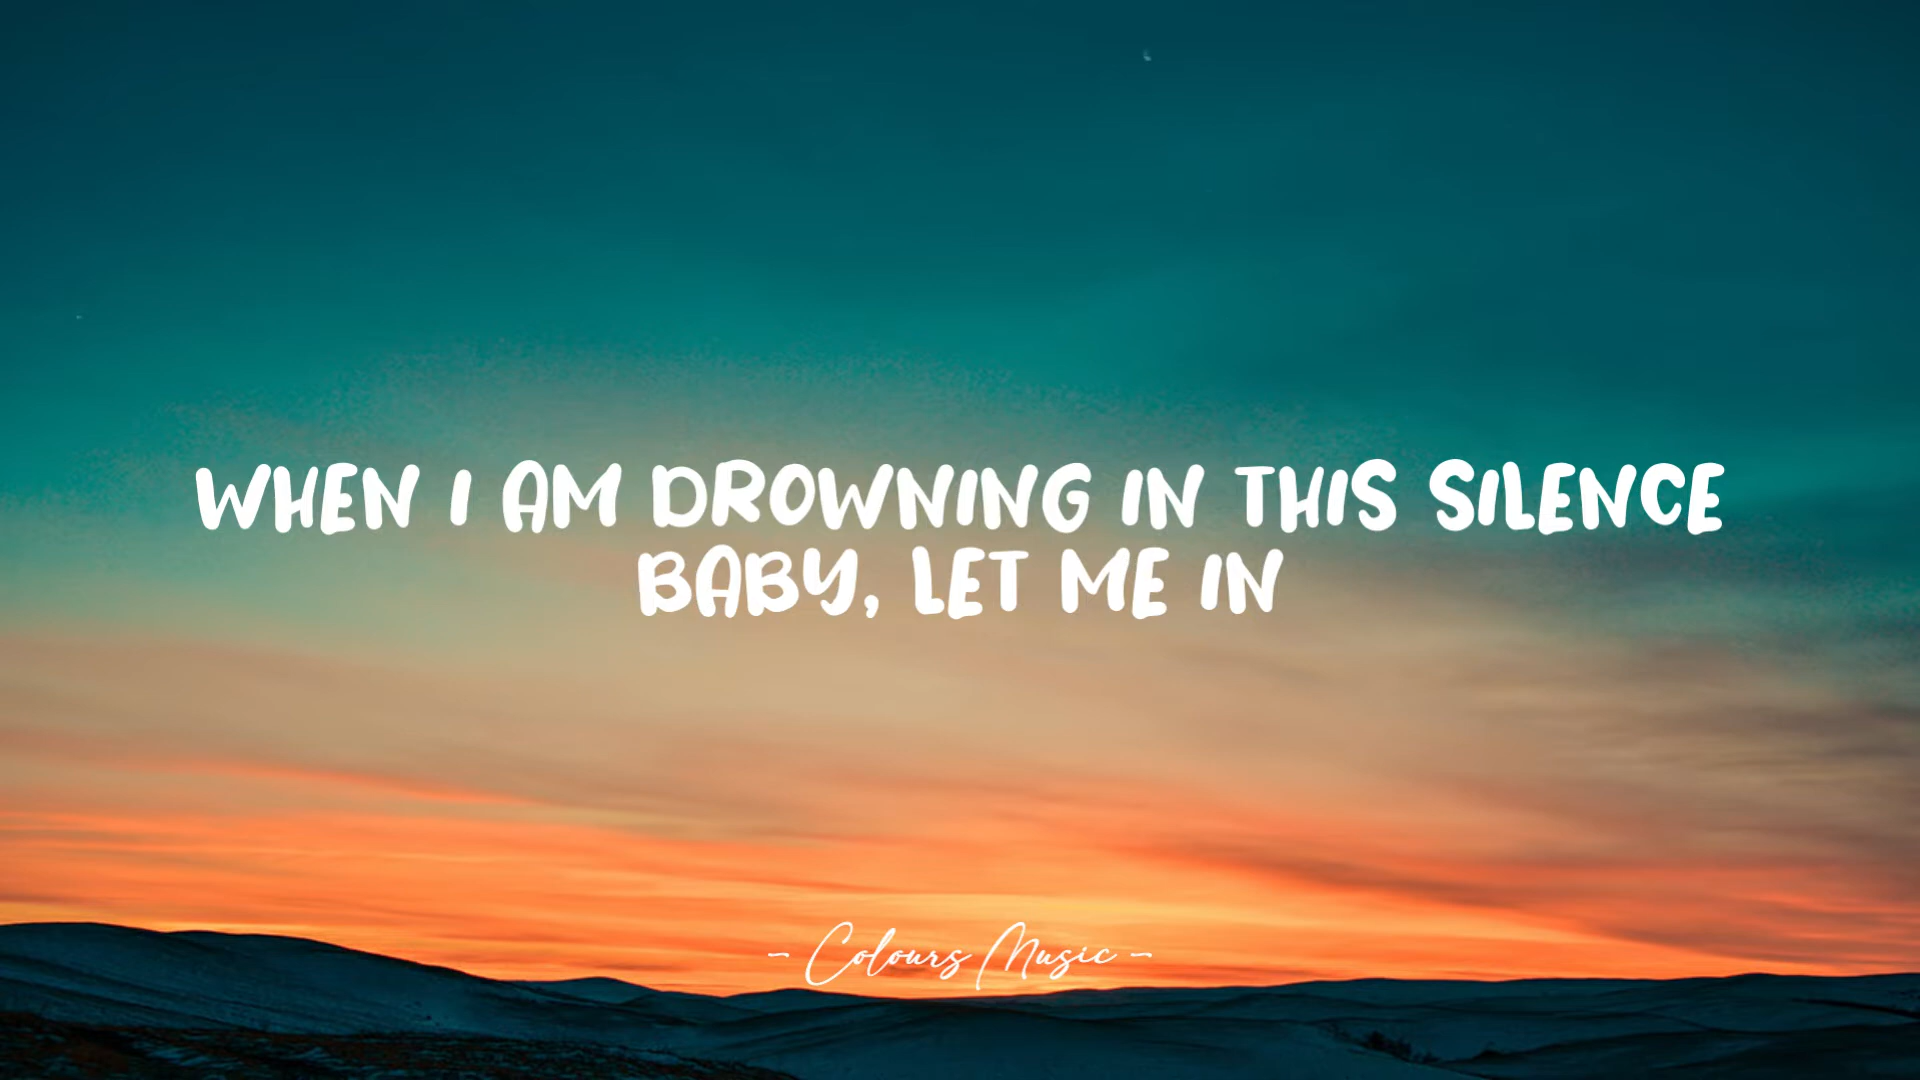 WHEN I AM DROWNING IN THIS SILENCE
BABY, LET ME IN
- Colours Music -